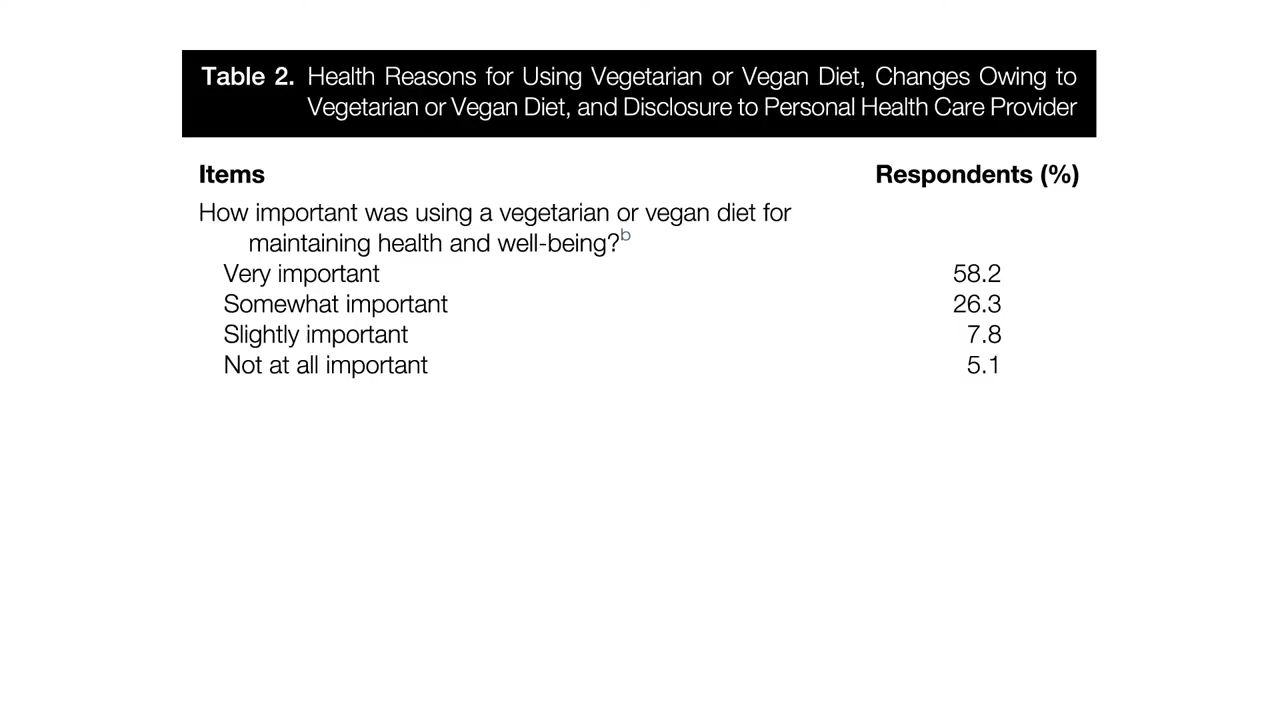 Table 2. Health Reasons for Using Vegetarian or Vegan Diet, Changes Owing to
Vegetarian or Vegan Diet, and Disclosure to Personal Health Care Provider
Items Respondents (%)
How important was using a vegetarian or vegan diet for
maintaining health and well-being?b
Very important 58.2
Somewhat important 26.3
Slightly important 7.8
Not at all important 5.1